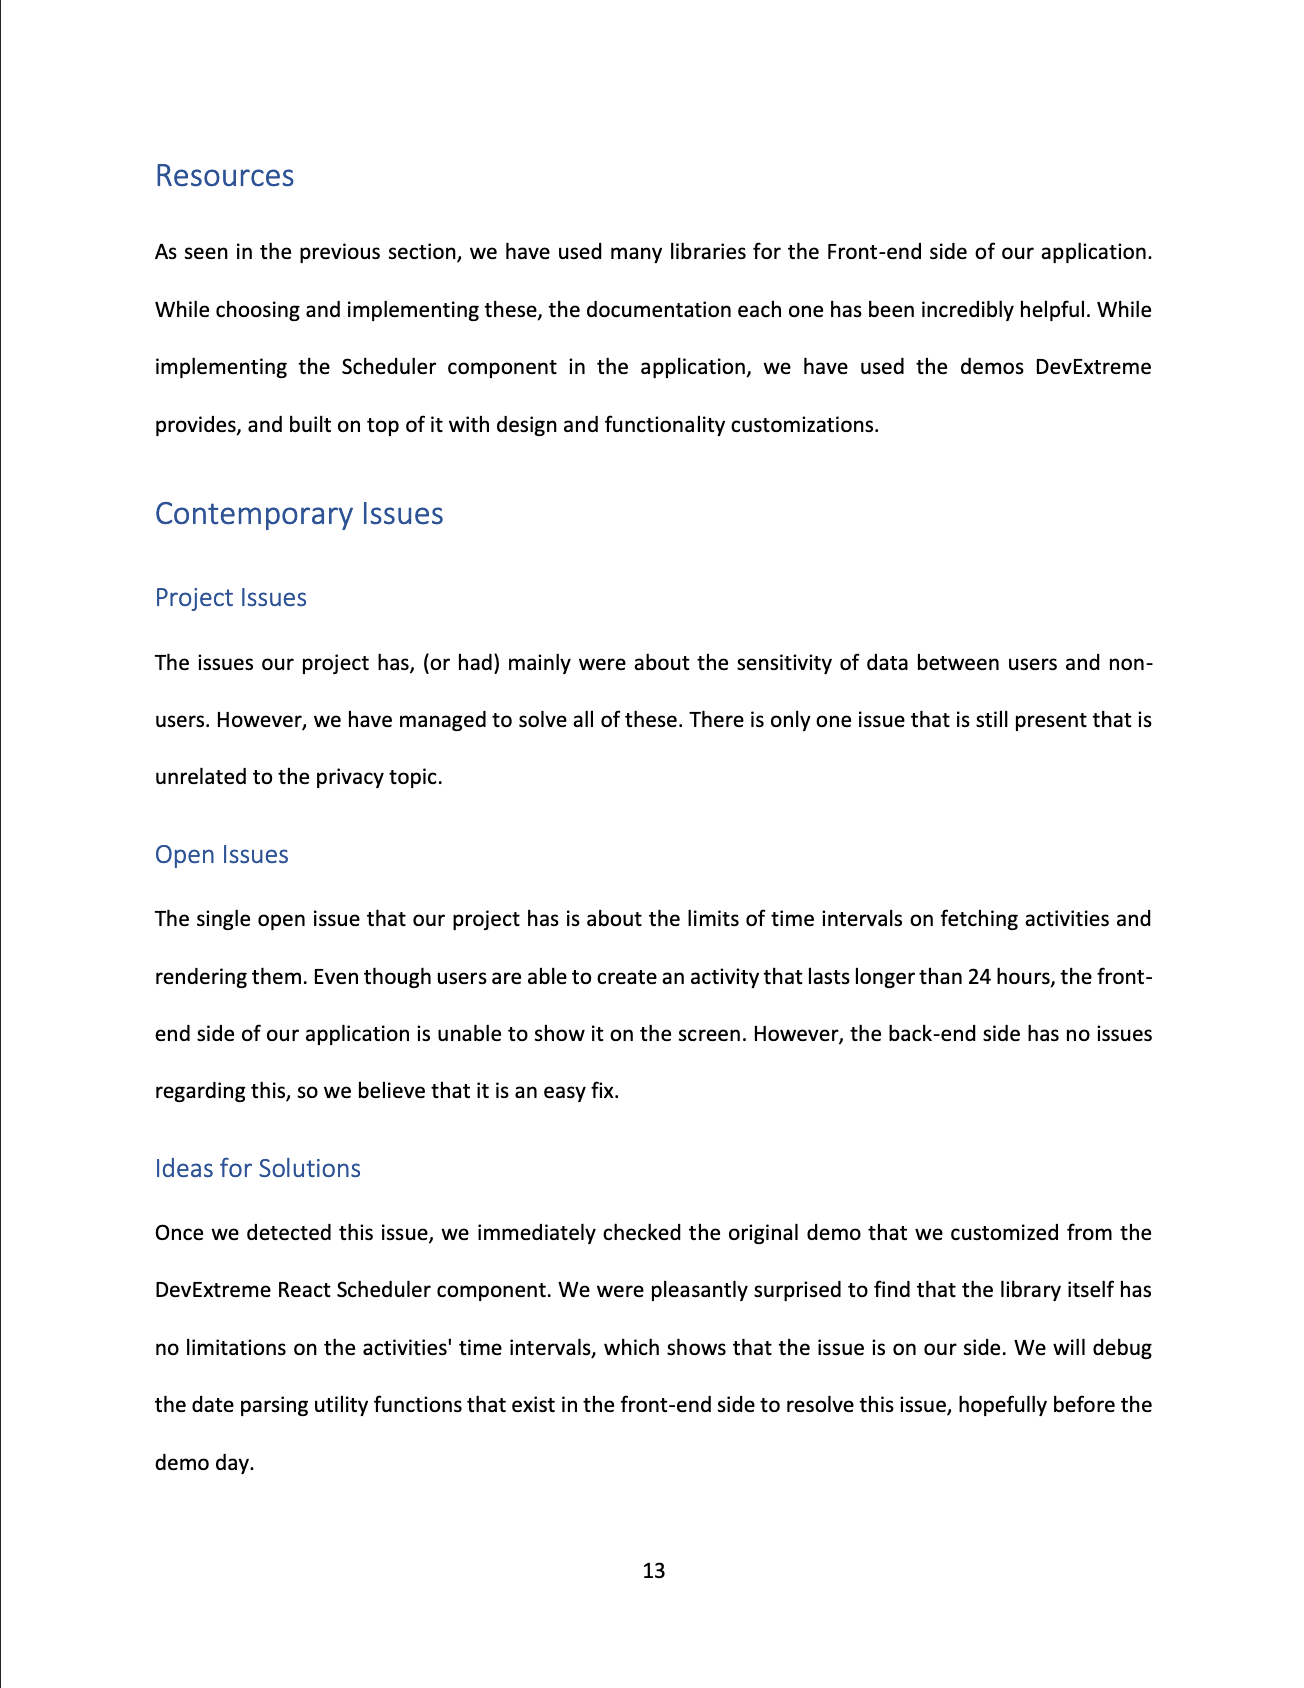 Resources
As seen in the previous section, we have used many libraries for the Front-end side of our application.
While choosing and implementing these, the documentation each one has been incredibly helpful. While
implementing the Scheduler component in the application, we have used the demos DevExtreme
provides, and built on top of it with design and functionality customizations.
Contemporary Issues
Project Issues
The issues our project has, (or had) mainly were about the sensitivity of data between users and non-
users. However, we have managed to solve all of these. There is only one issue that is still present that is
unrelated to the privacy topic.
Open Issues
The single open issue that our project has is about the limits of time intervals on fetching activities and
rendering them. Even though users are able to create an activity that lasts longer than 24 hours, the front-
end side of our application is unable to show it on the screen. However, the back-end side has no issues
regarding this, so we believe that it is an easy fix.
Ideas for Solutions
Once we detected this issue, we immediately checked the original demo that we customized from the
DevExtreme React Scheduler component. We were pleasantly surprised to find that the library itself has
no limitations on the activities' time intervals, which shows that the issue is on our side. We will debug
the date parsing utility functions that exist in the front-end side to resolve this issue, hopefully before the
demo day.
13